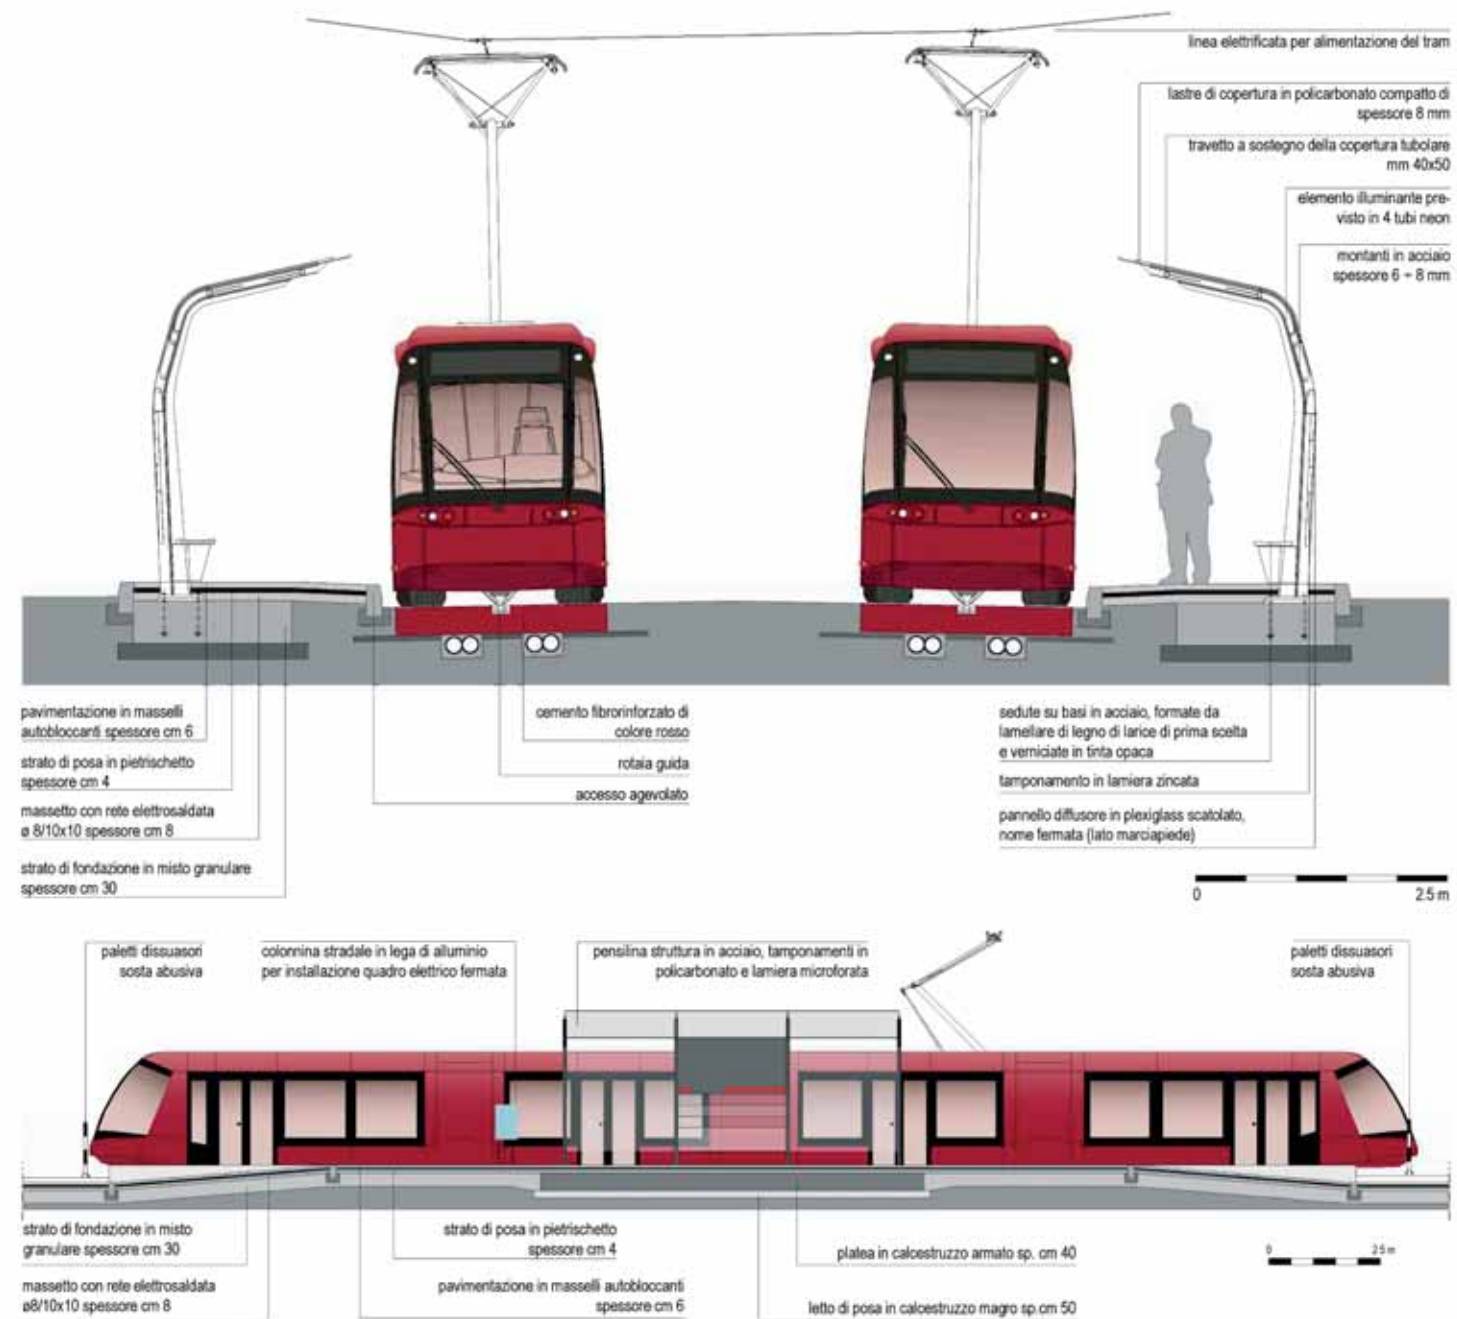 linea elettrificata per alimentazione del tram
lastre di copertura in policarbonato compatto di
spessore 8 mm
travetto a sostegno della copertura tubolare
mm 40x50
elemento illuminante pre-
visto in 4 tubi neon
montanti in acciaio
spessore 6 ÷ 8 mm
pavimentazione in masselli
autobloccanti spessore cm 6
strato di posa in pietrischetto
spessore cm 4
massetto con rete elettrosaldata
ø 8/10x10 spessore cm 8
strato di fondazione in misto granulare
spessore cm 30
cemento fibrorinforzato di
colore rosso
rotaia guida
accesso agevolato
sedute su basi in acciaio, formate da
lamellare di legno di larice di prima scelta
e verniciate in tinta opaca
tamponamento in lamiera zincata
pannello diffusore in plexiglass scatolato,
nome fermata (lato marciapiede)
0 2.5 m
paletti dissuasori
sosta abusiva
colonnina stradale in lega di alluminio
per installazione quadro elettrico fermata
pensilina struttura in acciaio, tamponamenti in
policarbonato e lamiera microforata
paletti dissuasori
sosta abusiva
strato di fondazione in misto
granulare spessore cm 30
massetto con rete elettrosaldata
ø8/10x10 spessore cm 8
strato di posa in pietrischetto
spessore cm 4
pavimentazione in masselli autobloccanti
spessore cm 6
platea in calcestruzzo armato sp. cm 40
letto di posa in calcestruzzo magro sp.cm 50
0 2.5 m